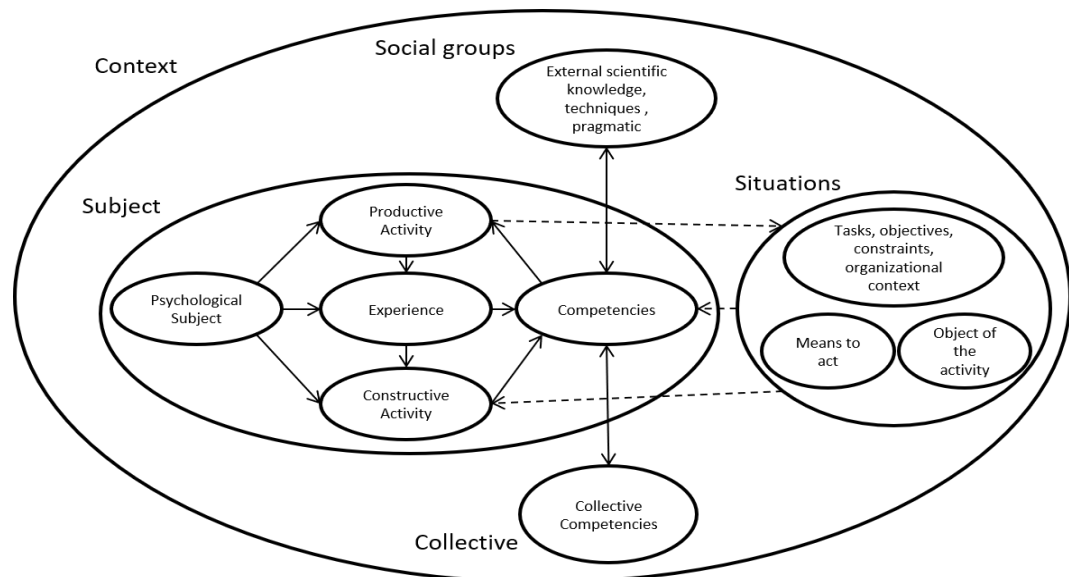 Social groups
Context
External scientific
knowledge,
techniques ,
pragmatic
Situations
Subject
Productive
Activity
Tasks, objectives,
constraints,
organizational
context
Psychological
Subject
Experience
Competencies
Means to
act
Object of
the
activity
Constructive
Activity
Collective
Competencies
Collective